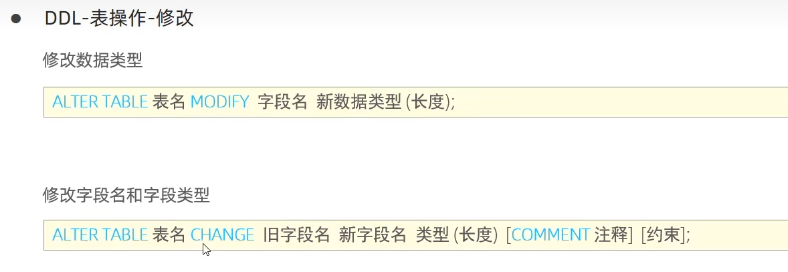 ● DDL-表操作-修改
修改数据类型
ALTER TABLE 表名 MODIFY 字段名 新数据类型 (长度);
修改字段名和字段类型
ALTER TABLE 表名 CHANGE 旧字段名 新字段名 类型 (长度) [COMMENT 注释] [约束];